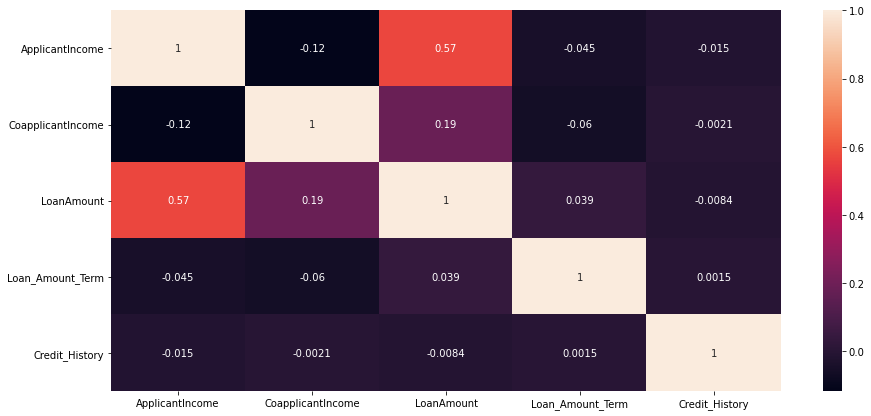 ApplicantIncome 1 -0.12 0.57 -0.045 -0.015
CoapplicantIncome -0.12 1 0.19 -0.06 -0.0021
LoanAmount 0.57 0.19 1 0.039 -0.0084
Loan_Amount_Term -0.045 -0.06 0.039 1 0.0015
Credit_History -0.015 -0.0021 -0.0084 0.0015 1
ApplicantIncome CoapplicantIncome LoanAmount Loan_Amount_Term Credit_History
1.0
0.8
0.6
0.4
0.2
0.0